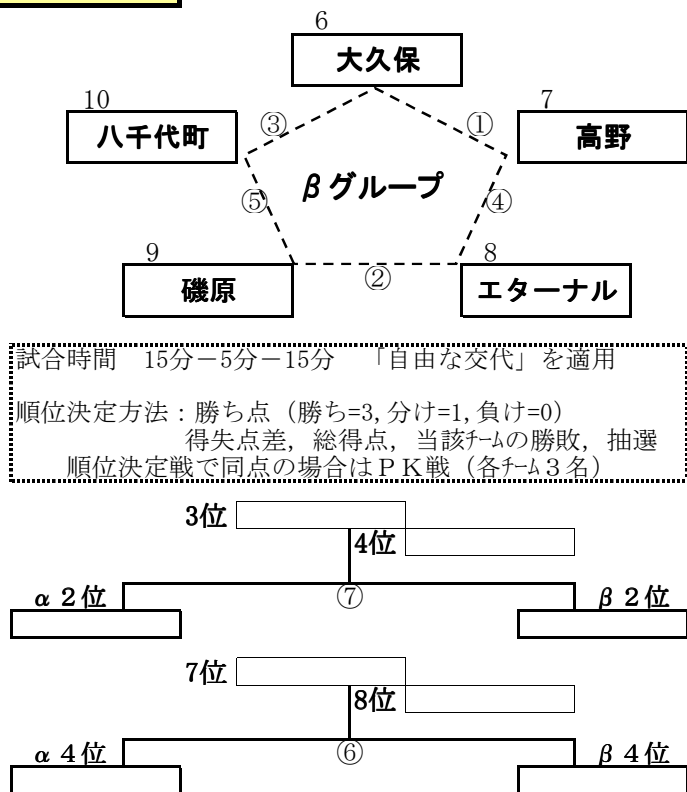 6
大久保
10
八千代町
③
①
7
高野
βグループ
⑤
④
9
磯原
②
8
エターナル
試合時間 15分－5分－15分 「自由な交代」を適用
順位決定方法：勝ち点（勝ち=3,分け=1,負け=0）
得失点差，総得点，当該ﾁｰﾑの勝敗，抽選
順位決定戦で同点の場合はＰＫ戦（各ﾁｰﾑ３名）
3位
4位
α２位
⑦
β２位
7位
8位
α４位
⑥
β４位